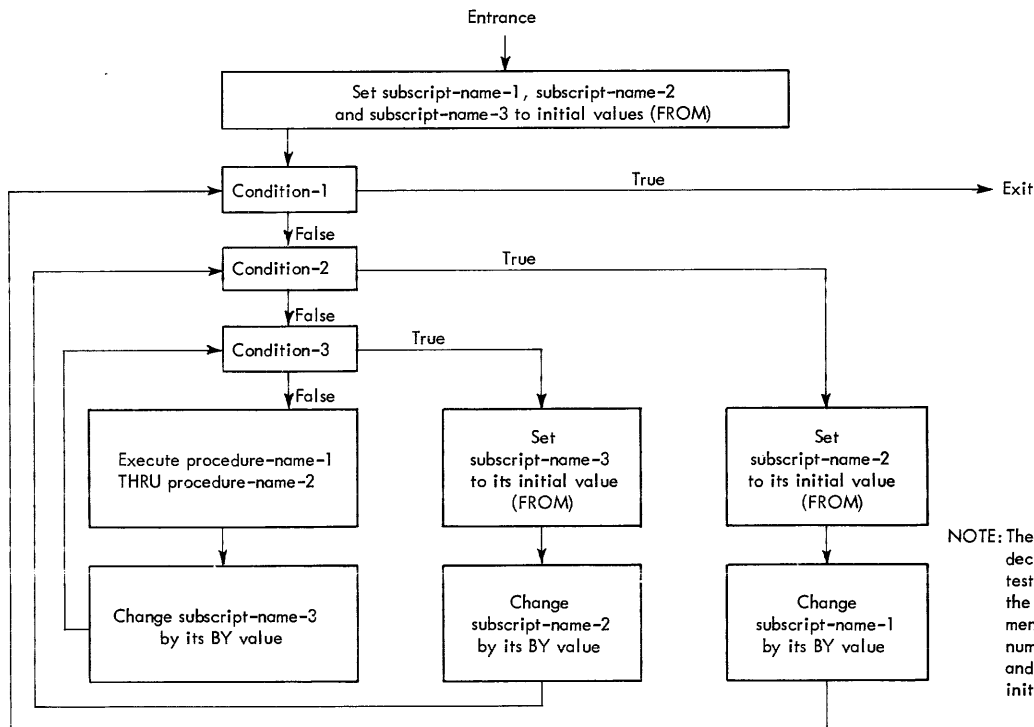 Entrance
Set subscript-name-1, subscript-name-2
and subscript-name-3 to initial values (FROM)
Condition-1
True
Exit
False
Condition-2
True
False
Condition-3
True
False
Execute procedure-name-1
THRU procedure-name-2
Set
subscript-name-3
to its initial value
(FROM)
Set
subscript-name-2
to its initial value
(FROM)
Change subscript-name-3
by its BY value
Change
subscript-name-2
by its BY value
Change
subscript-name-1
by its BY value
NOTE: The
dec
test
the
men
num
and
init